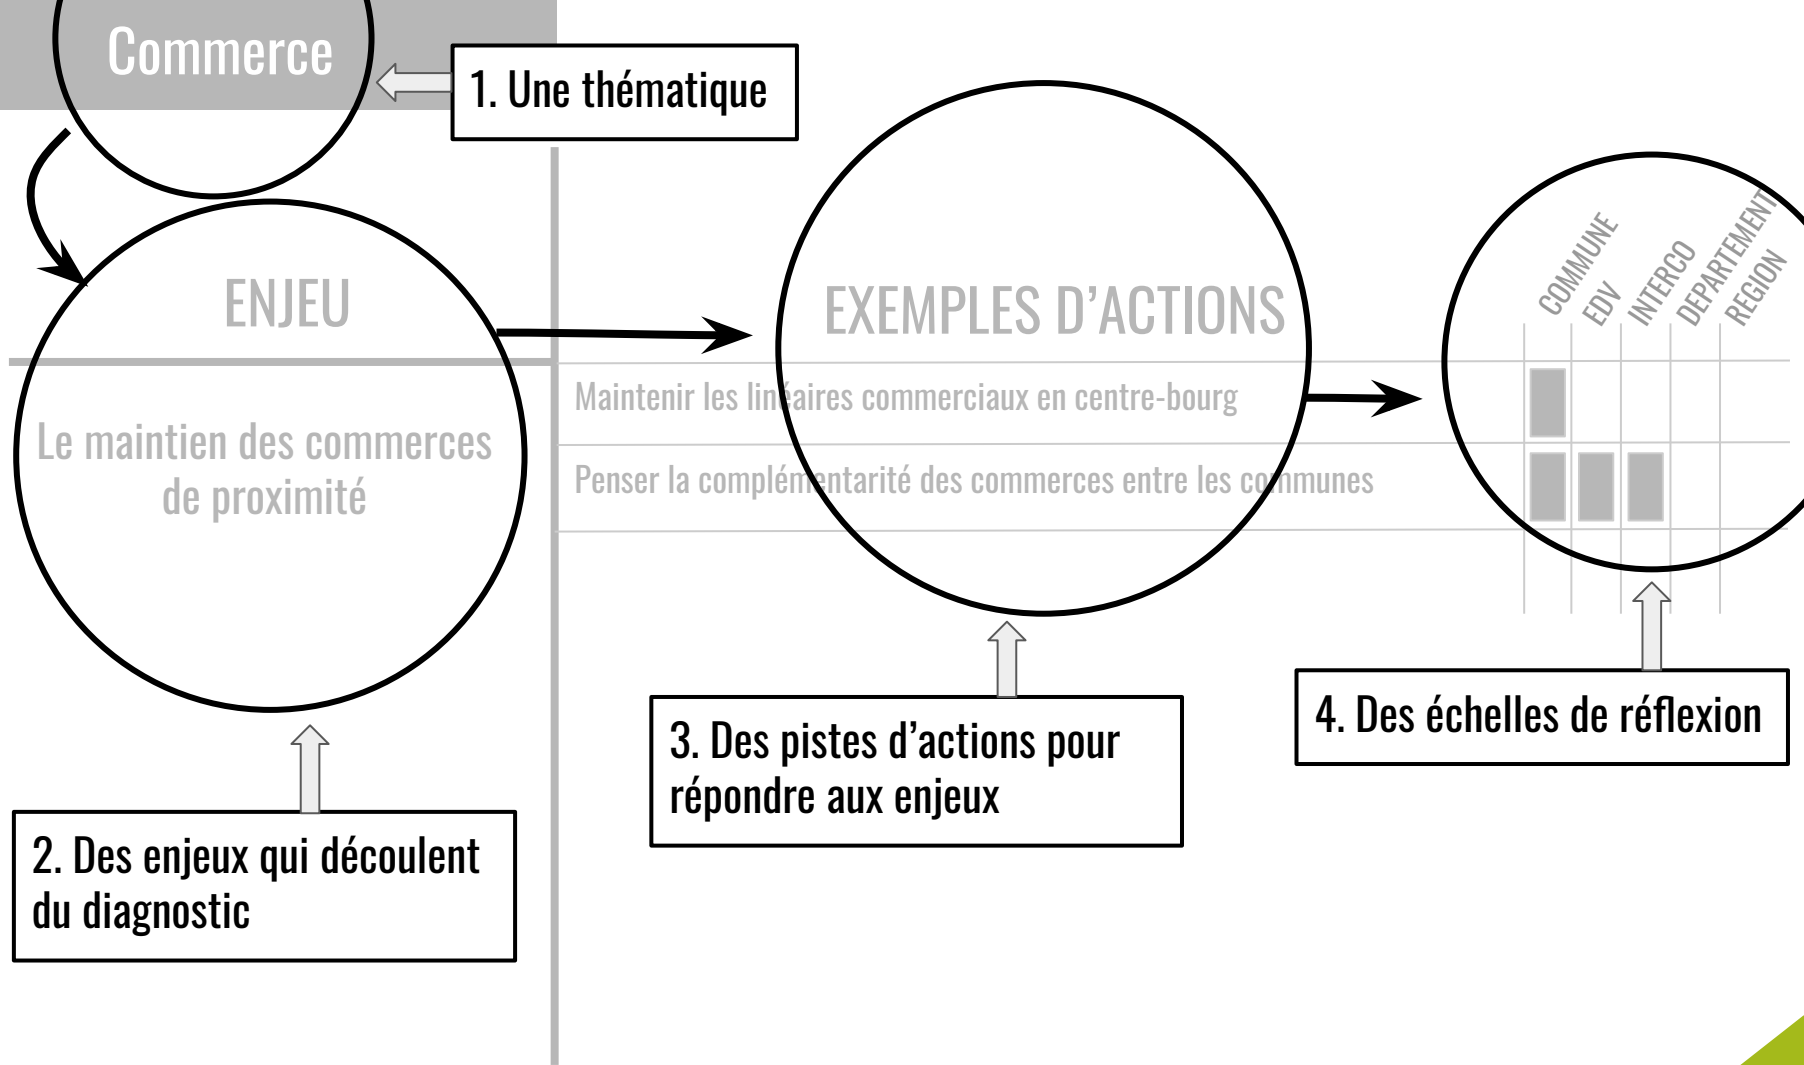 Commerce
1. Une thématique
ENJEU
EXEMPLES D’ACTIONS
COMMUNE
EDV
INTERCO
DEPARTEMENT
REGION
Le maintien des commerces
de proximité
Maintenir les linéaires commerciaux en centre-bourg
Penser la complémentarité des commerces entre les communes
2. Des enjeux qui découlent
du diagnostic
3. Des pistes d’actions pour
répondre aux enjeux
4. Des échelles de réflexion